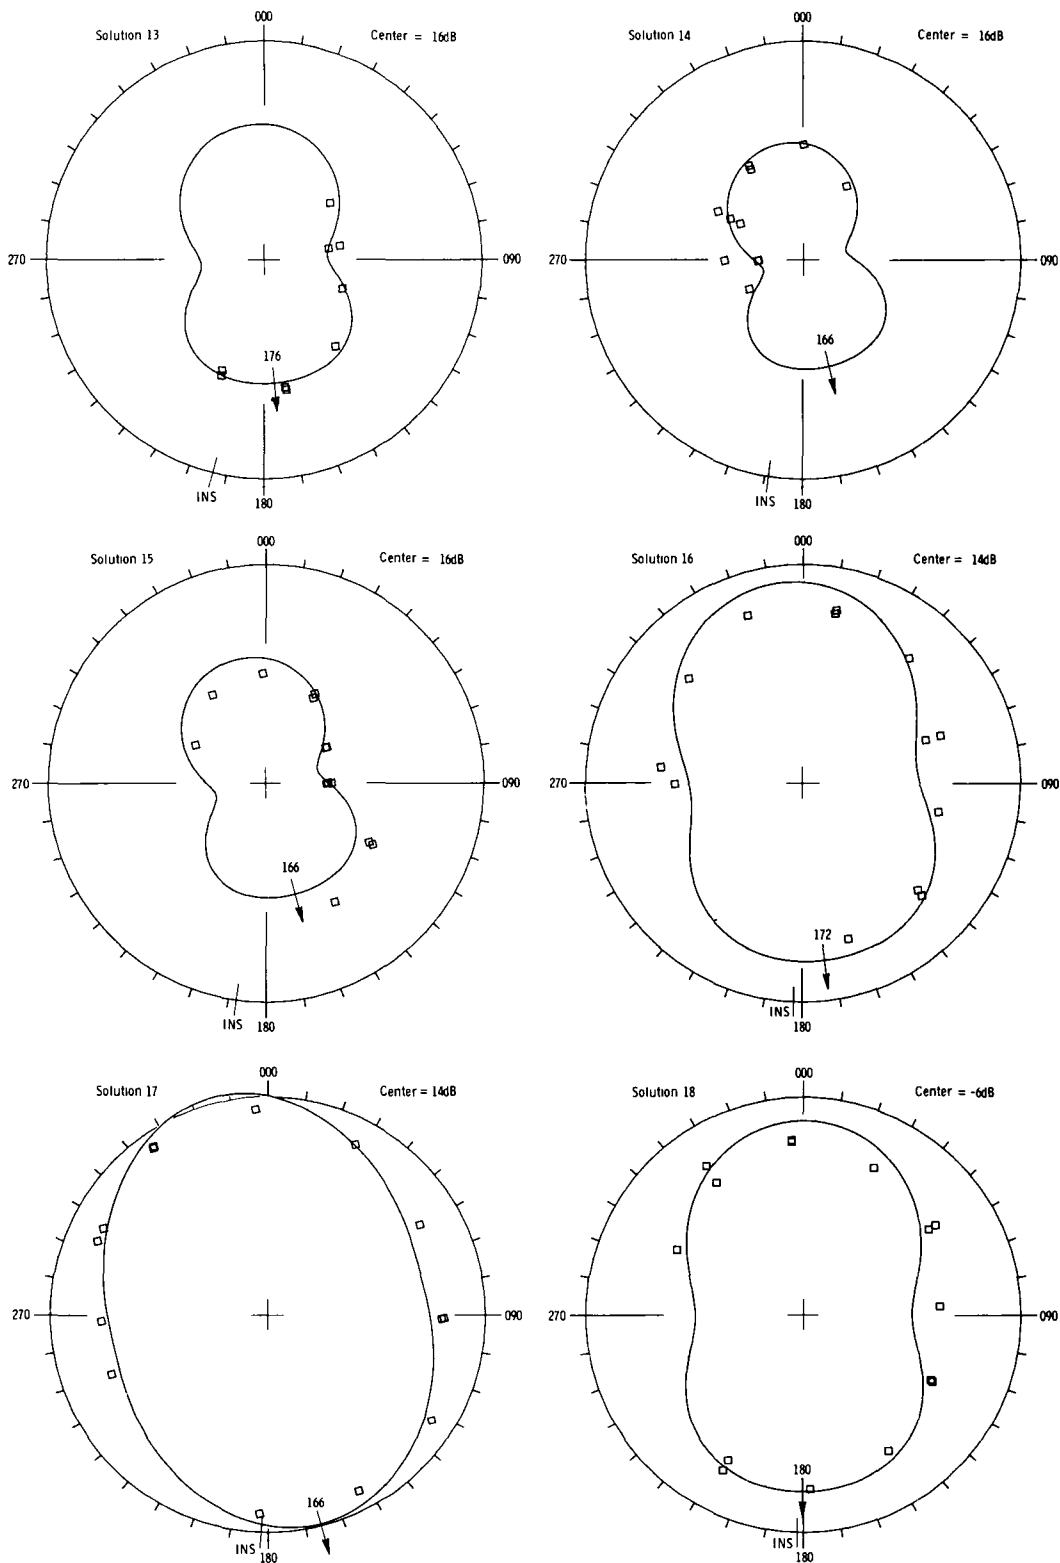 000
Solution 13
Center = 16dB
270
090
176
INS
180
000
Solution 14
Center = 16dB
270
090
166
INS
180
000
Solution 15
Center = 16dB
270
090
166
INS
180
000
Solution 16
Center = 14dB
270
090
172
INS
180
000
Solution 17
Center = 14dB
270
090
166
INS
180
000
Solution 18
Center = -6dB
270
090
180
INS
180